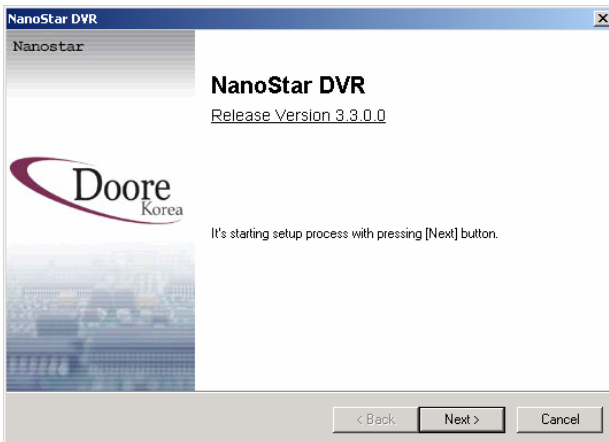 NanoStar DVR
Nanostar
NanoStar DVR
Release Version 3.3.0.0
Doore
Korea
It's starting setup process with pressing [Next] button.
< Back
Next >
Cancel